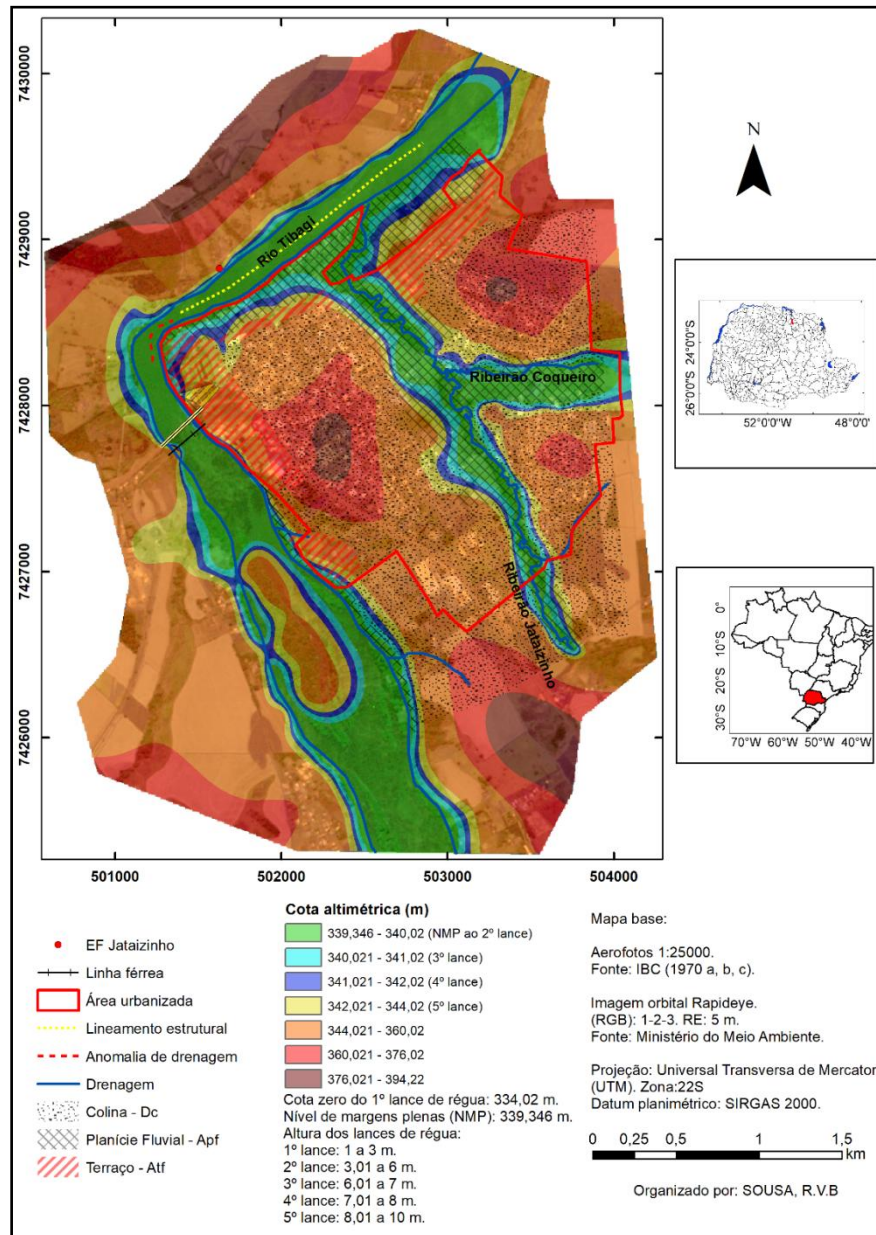 7430000
7429000
7428000
7427000
7426000
501000
502000
503000
504000
Rio Tibagi
Ribeirão Coqueiro
Ribeirão Jataizinho
N
24°0'0"S
26°0'0"S
52°0'0"W
48°0'0"W
0°
10°S
20°S
30°S
70°W
60°W
50°W
40°W
EF Jataizinho
Linha férrea
Área urbanizada
Lineamento estrutural
Anomalia de drenagem
Drenagem
Colina - Dc
Planície Fluvial - Apf
Terraço - Atf
Cota altimétrica (m)
339,346 - 340,02 (NMP ao 2º lance)
340,021 - 341,02 (3º lance)
341,021 - 342,02 (4º lance)
342,021 - 344,02 (5º lance)
344,021 - 360,02
360,021 - 376,02
376,021 - 394,22
Cota zero do 1º lance de régua: 334,02 m.
Nível de margens plenas (NMP): 339,346 m.
Altura dos lances de régua:
1º lance: 1 a 3 m.
2º lance: 3,01 a 6 m.
3º lance: 6,01 a 7 m.
4º lance: 7,01 a 8 m.
5º lance: 8,01 a 10 m.
Mapa base:
Aerofotos 1:25000.
Fonte: IBC (1970 a, b, c).
Imagem orbital Rapideye.
(RGB): 1-2-3. RE: 5 m.
Fonte: Ministério do Meio Ambiente.
Projeção: Universal Transversa de Mercator
(UTM). Zona:22S
Datum planimétrico: SIRGAS 2000.
0 0,25 0,5 1 1,5
km
Organizado por: SOUSA, R.V.B